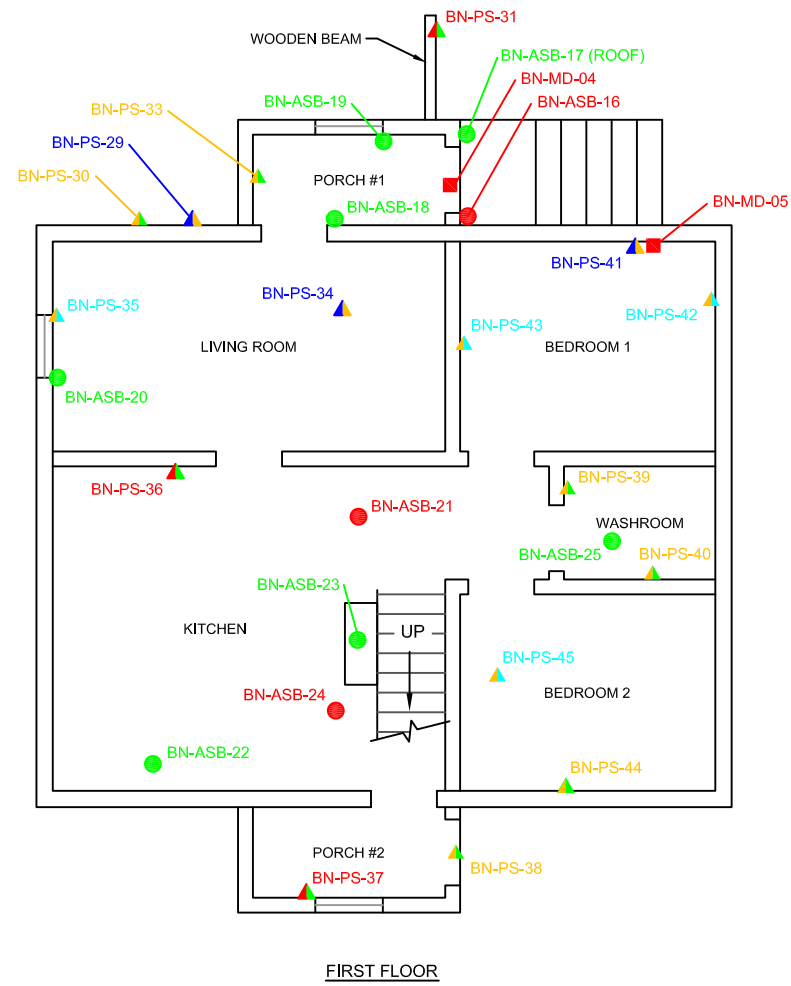 BN-PS-31
WOODEN BEAM
BN-ASB-17 (ROOF)
BN-MD-04
BN-ASB-19
BN-ASB-16
BN-PS-33
BN-PS-29
BN-PS-30
PORCH #1
BN-MD-05
BN-ASB-18
BN-PS-41
BN-PS-34
BN-PS-35
BN-PS-42
BN-PS-43
LIVING ROOM
BEDROOM 1
BN-ASB-20
BN-PS-36
BN-PS-39
BN-ASB-21
WASHROOM
BN-ASB-25
BN-PS-40
BN-ASB-23
KITCHEN
UP
BN-PS-45
BEDROOM 2
BN-ASB-24
BN-ASB-22
BN-PS-44
PORCH #2
BN-PS-38
BN-PS-37
FIRST FLOOR